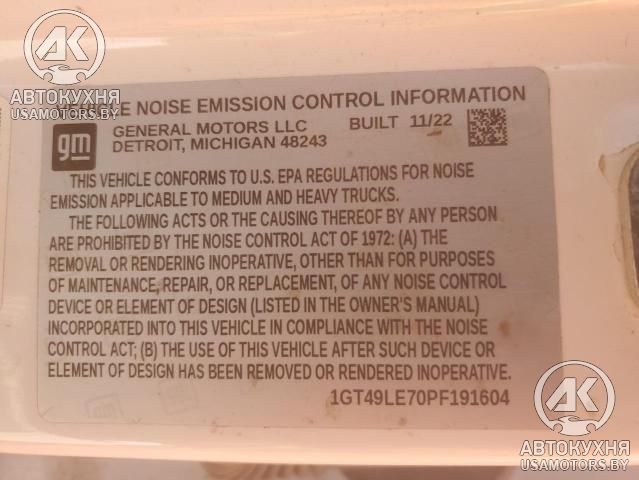 АК
АВТОКУХНЯ
USAMOTORS.BY
VEHICLE NOISE EMISSION CONTROL INFORMATION
gm
GENERAL MOTORS LLC BUILT 11/22
DETROIT, MICHIGAN 48243
THIS VEHICLE CONFORMS TO U.S. EPA REGULATIONS FOR NOISE
EMISSION APPLICABLE TO MEDIUM AND HEAVY TRUCKS.
THE FOLLOWING ACTS OR THE CAUSING THEREOF BY ANY PERSON
ARE PROHIBITED BY THE NOISE CONTROL ACT OF 1972: (A) THE
REMOVAL OR RENDERING INOPERATIVE, OTHER THAN FOR PURPOSES
OF MAINTENANCE, REPAIR, OR REPLACEMENT, OF ANY NOISE CONTROL
DEVICE OR ELEMENT OF DESIGN (LISTED IN THE OWNER'S MANUAL)
INCORPORATED INTO THIS VEHICLE IN COMPLIANCE WITH THE NOISE
CONTROL ACT; (B) THE USE OF THIS VEHICLE AFTER SUCH DEVICE OR
ELEMENT OF DESIGN HAS BEEN REMOVED OR RENDERED INOPERATIVE.
1GT49LE70PF191604
АК
АВТОКУХНЯ
USAMOTORS.BY